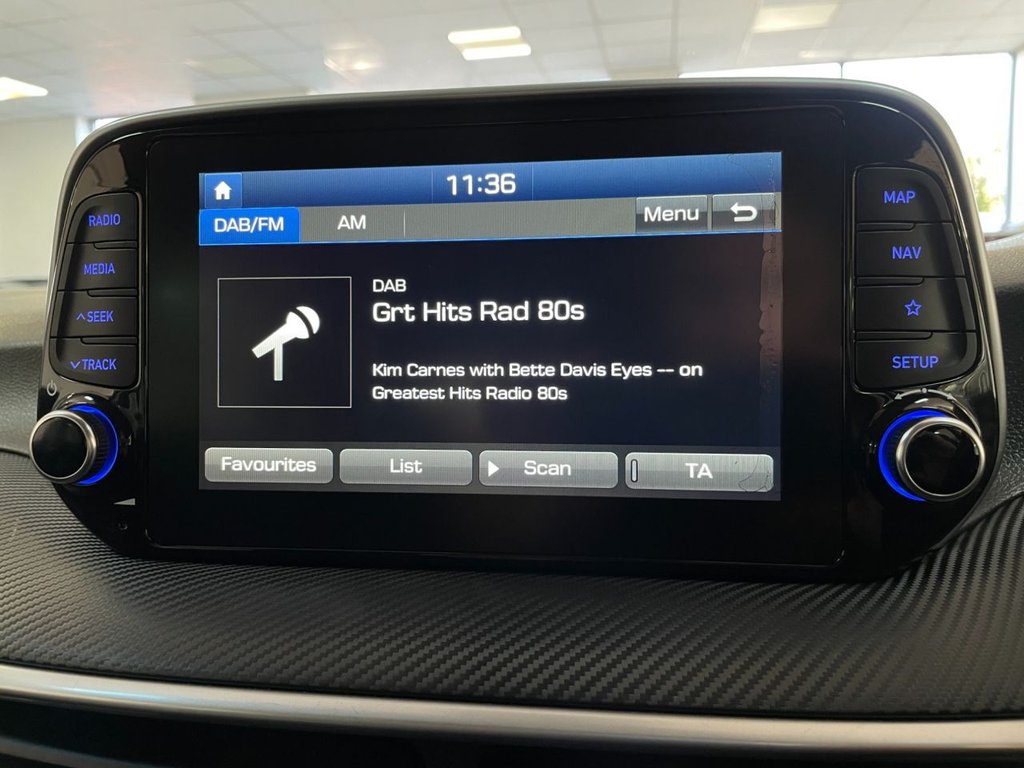 11:36
DAB/FM
AM
Menu
DAB
Grt Hits Rad 80s
Kim Carnes with Bette Davis Eyes -- on
Greatest Hits Radio 80s
Favourites
List
Scan
TA
RADIO
MEDIA
SEEK
TRACK
MAP
NAV
SETUP